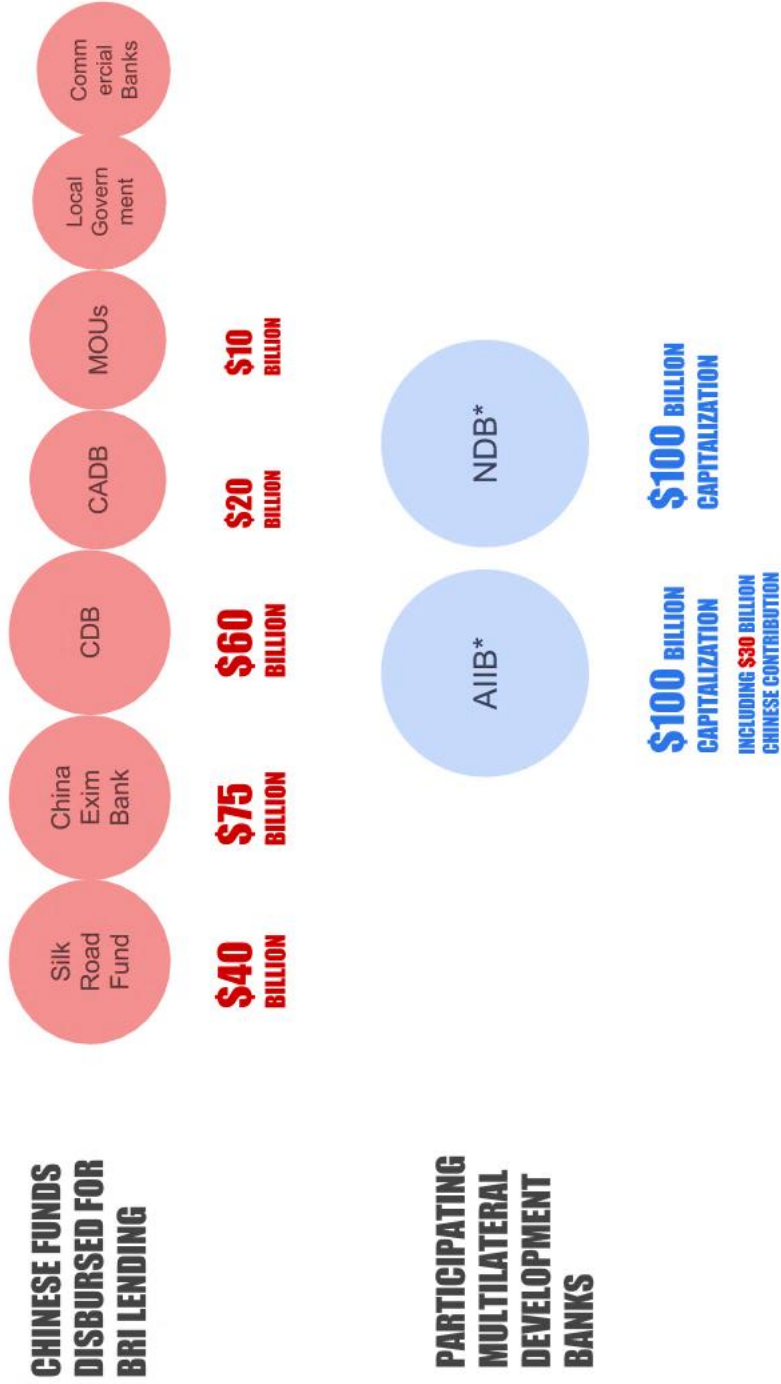 CHINESE FUNDS
DISBURSED FOR
BRI LENDING
Silk
Road
Fund
China
Exim
Bank
CDB
CADB
MOUs
Local
Govern
ment
Comm
ercial
Banks
$40
BILLION
$75
BILLION
$60
BILLION
$20
BILLION
$10
BILLION
PARTICIPATING
MULTILATERAL
DEVELOPMENT
BANKS
AIIB*
NDB*
$100 BILLION
CAPITALIZATION
INCLUDING $30 BILLION
CHINESE CONTRIBUTION
$100 BILLION
CAPITALIZATION